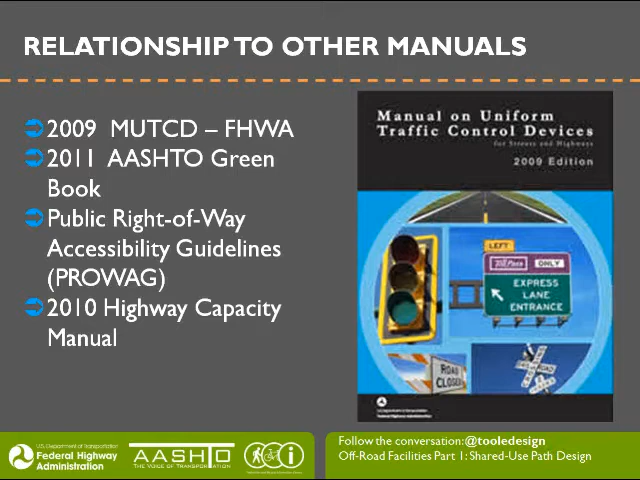 RELATIONSHIP TO OTHER MANUALS
2009 MUTCD – FHWA
2011 AASHTO Green
Book
Public Right-of-Way
Accessibility Guidelines
(PROWAG)
2010 Highway Capacity
Manual
Manual on Uniform
Traffic Control Devices
for Streets and Highways
2009 Edition
LEFT
ONLY
EXPRESS
LANE
ENTRANCE
ROAD
CLOSED
U.S. Department of Transportation
Federal Highway
Administration
AASHTO
THE VOICE OF TRANSPORTATION
Follow the conversation: @tooledesign
Off-Road Facilities Part 1: Shared-Use Path Design